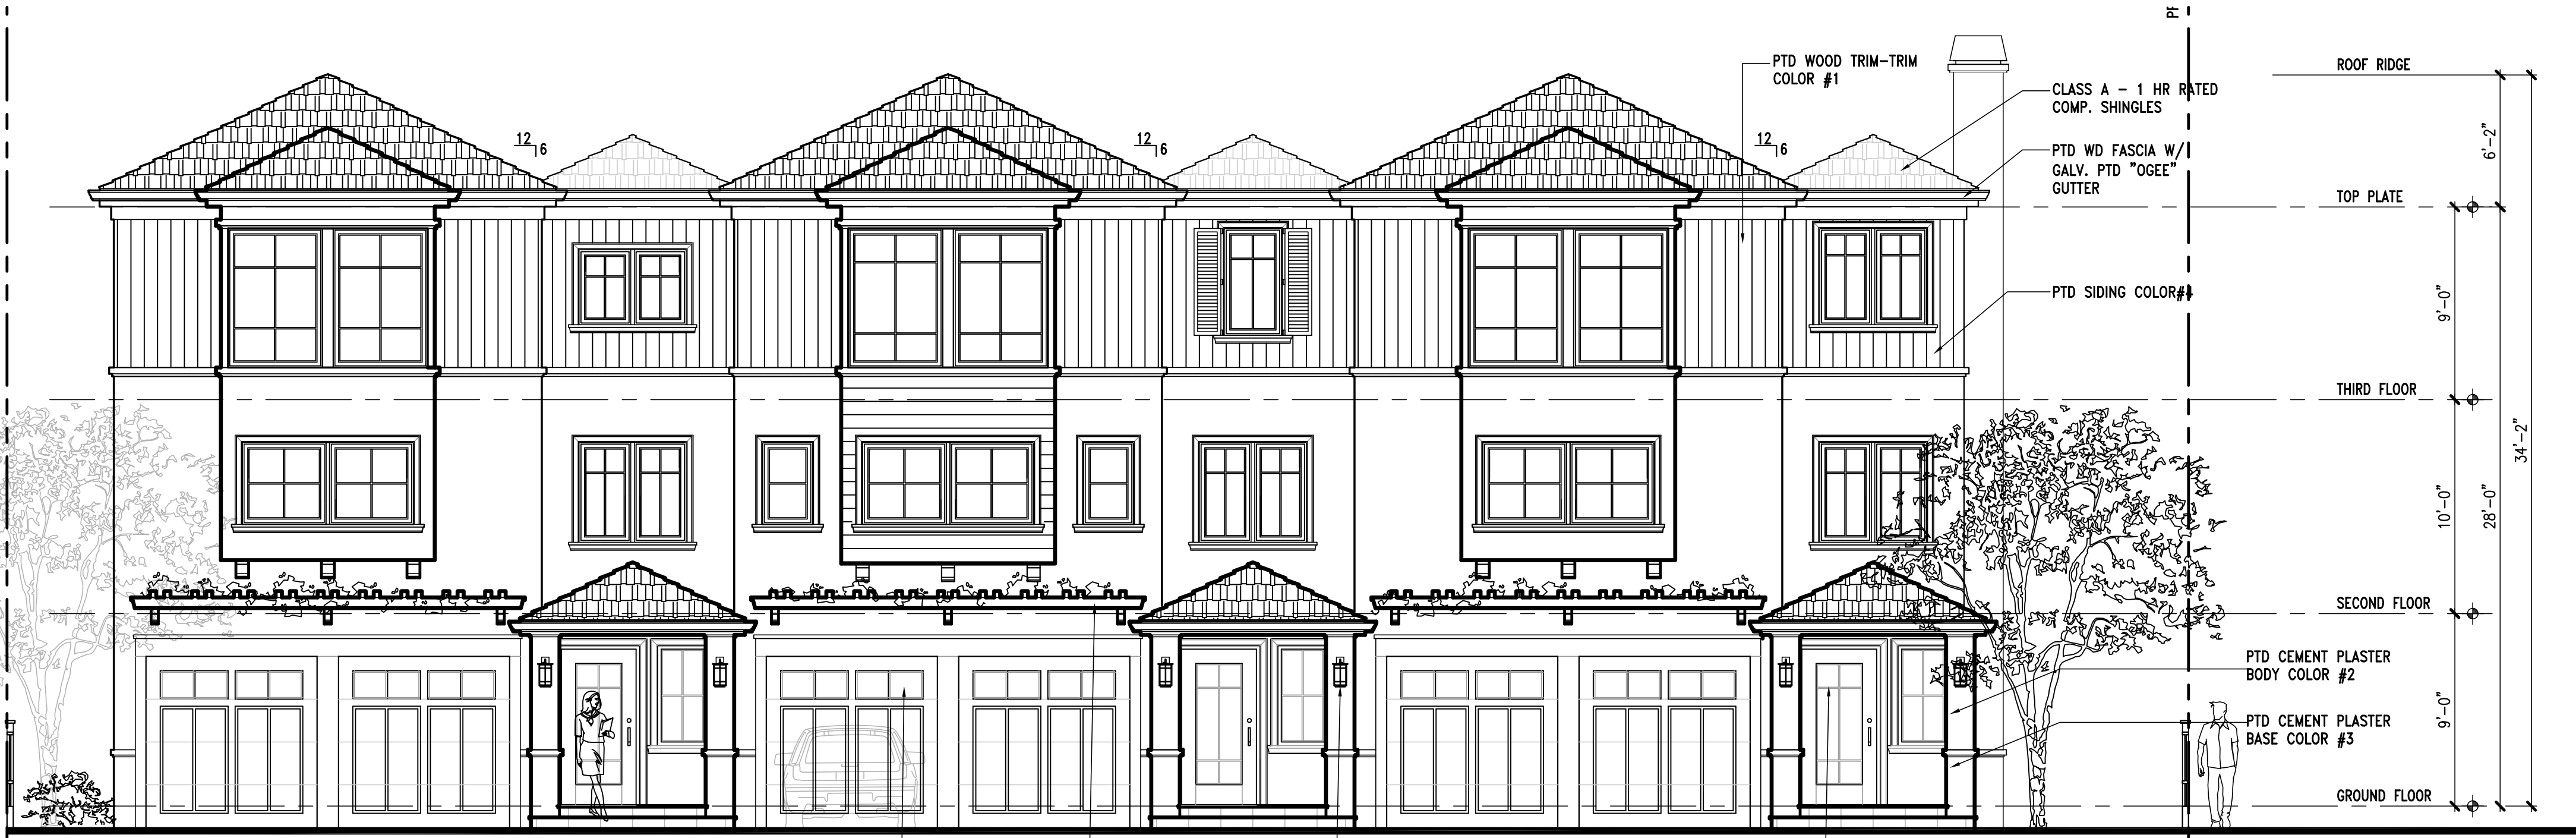 PF
PTD WOOD TRIM-TRIM
COLOR #1
ROOF RIDGE
CLASS A - 1 HR RATED
COMP. SHINGLES
12
6
12
6
12
6
PTD WD FASCIA W/
GALV. PTD "OGEE"
GUTTER
6'-2"
TOP PLATE
PTD SIDING COLOR#4
9'-0"
THIRD FLOOR
34'-2"
10'-0"
28'-0"
SECOND FLOOR
PTD CEMENT PLASTER
BODY COLOR #2
9'-0"
PTD CEMENT PLASTER
BASE COLOR #3
GROUND FLOOR